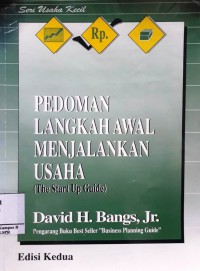 Seri Usaha Kecil
Rp.
PEDOMAN
LANGKAH AWAL
MENJALANKAN
USAHA
(The Start Up Guide)
David H. Bangs, Jr.
Pengarang Buku Best Seller "Business Planning Guide"
Edisi Kedua